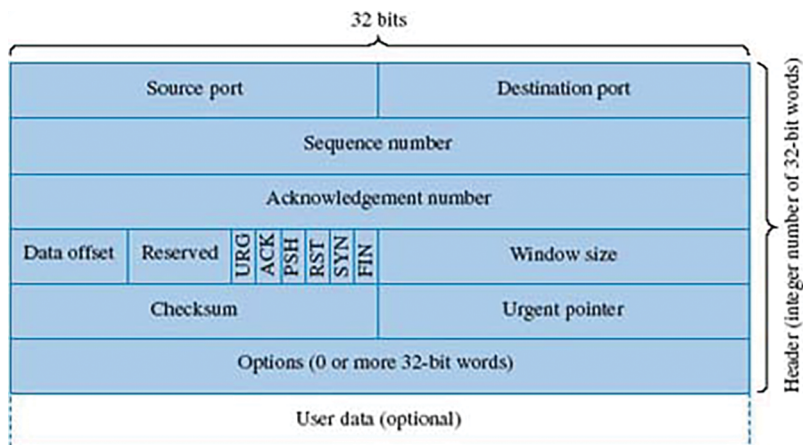 32 bits
Source port
Destination port
Sequence number
Acknowledgement number
Data offset
Reserved
URG
ACK
PSH
RST
SYN
FIN
Window size
Checksum
Urgent pointer
Options (0 or more 32-bit words)
User data (optional)
Header (integer number of 32-bit words)